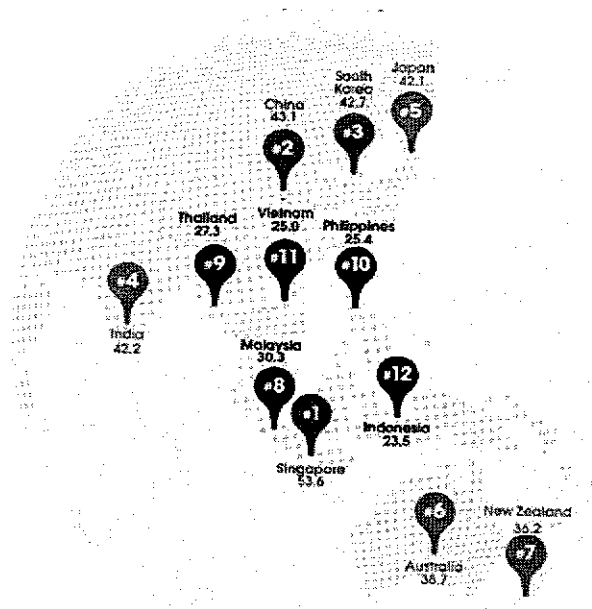 Japan
42.1
#5
South
Korea
42.7
#3
China
43.1
#2
Thailand
27.3
#9
Vietnam
25.0
#11
Philippines
25.4
#10
#4
India
42.2
Malaysia
30.3
#8
#1
Singapore
53.6
#12
Indonesia
23.5
#6
Australia
New Zealand
36.2
#7